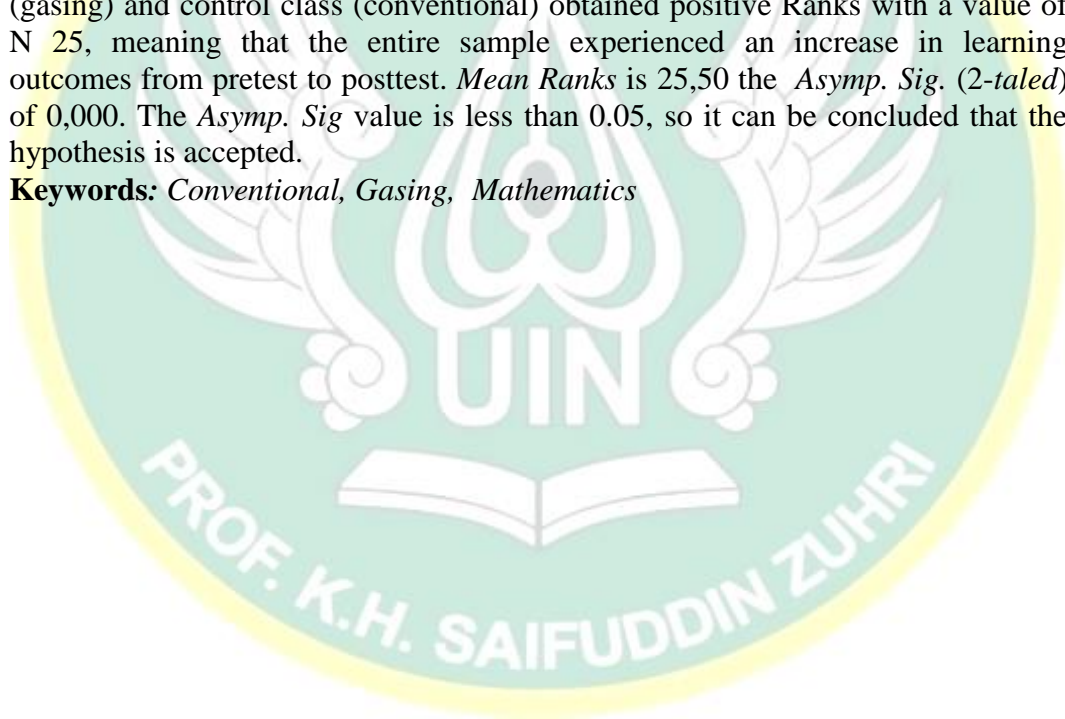 (gasing) and control class (conventional) obtained positive Ranks with a value of
N 25, meaning that the entire sample experienced an increase in learning
outcomes from pretest to posttest. Mean Ranks is 25,50 the Asymp. Sig. (2-taled)
of 0,000. The Asymp. Sig value is less than 0.05, so it can be concluded that the
hypothesis is accepted.
Keywords: Conventional, Gasing, Mathematics
UIN
PROF. K.H. SAIFUDDIN ZUHRI